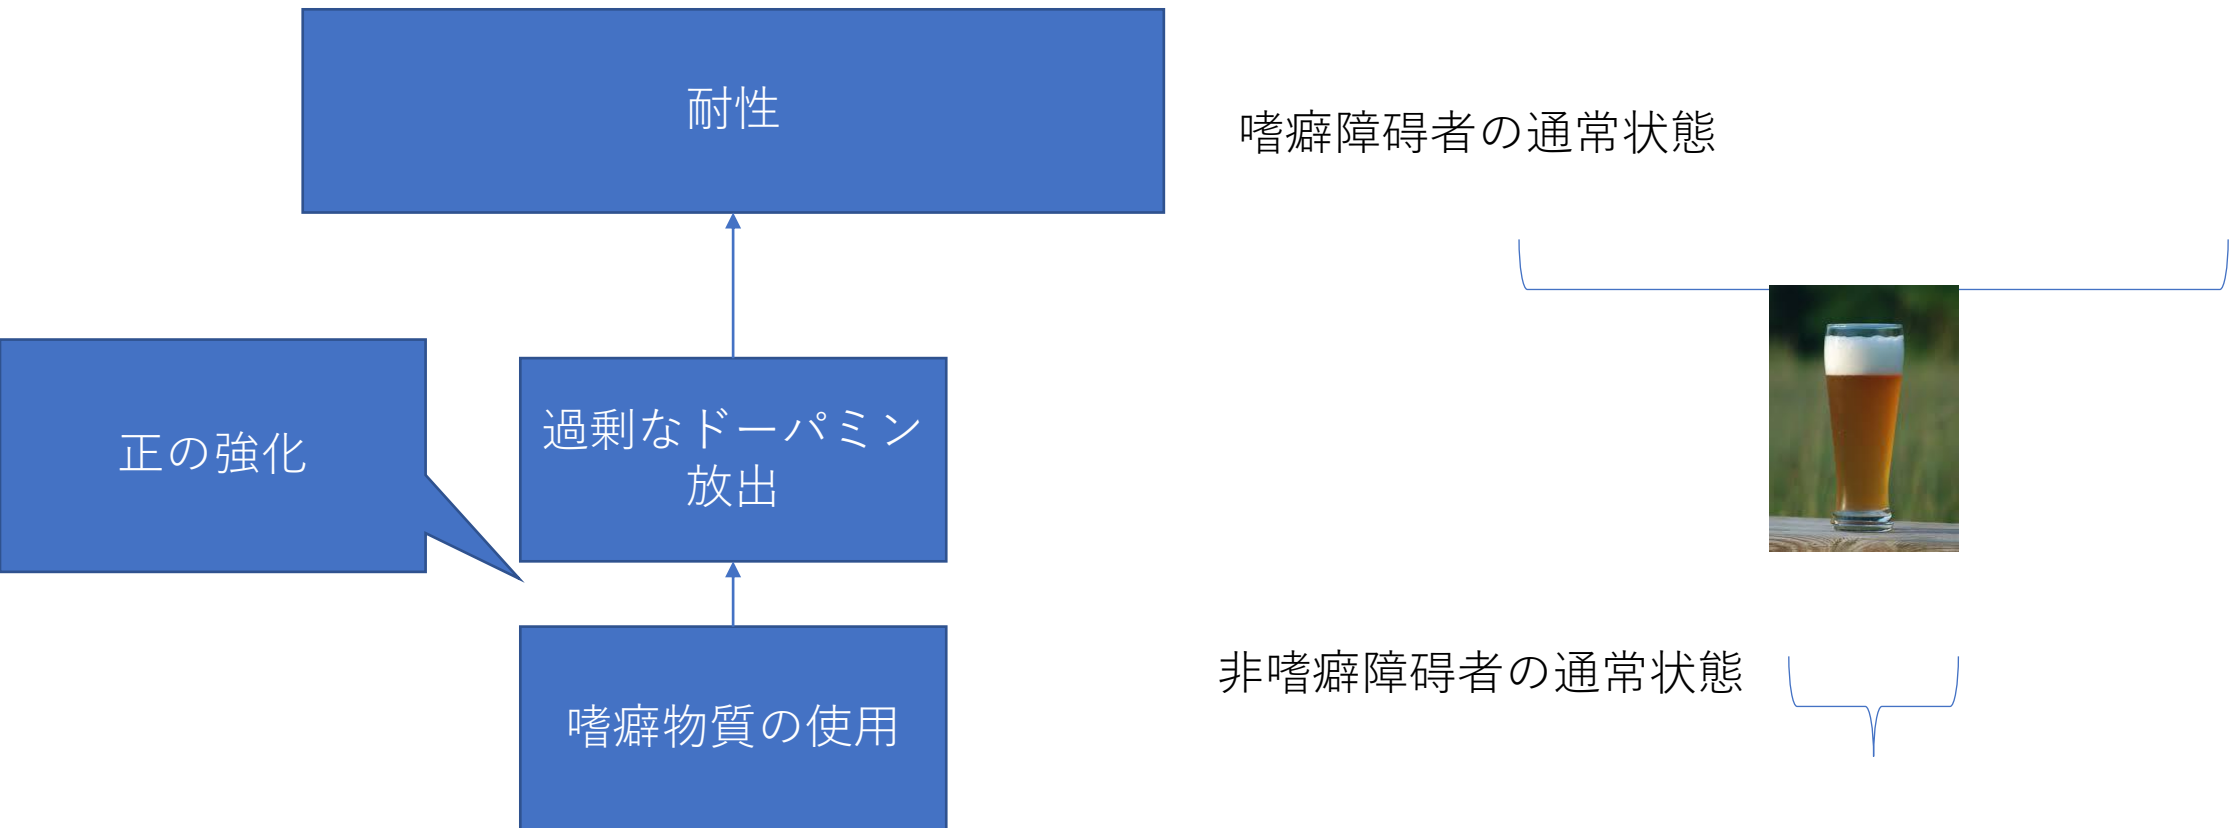 耐性
嗜癖障碍者の通常状態
正の強化
過剰なドーパミン
放出
非嗜癖障碍者の通常状態
嗜癖物質の使用